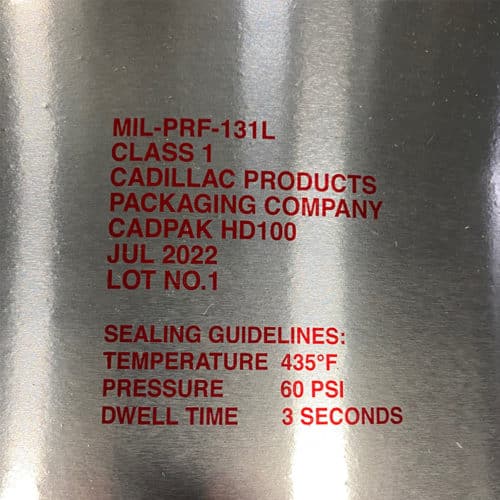 MIL-PRF-131L
CLASS 1
CADILLAC PRODUCTS
PACKAGING COMPANY
CADPAK HD100
JUL 2022
LOT NO.1
SEALING GUIDELINES:
TEMPERATURE 435°F
PRESSURE 60 PSI
DWELL TIME 3 SECONDS